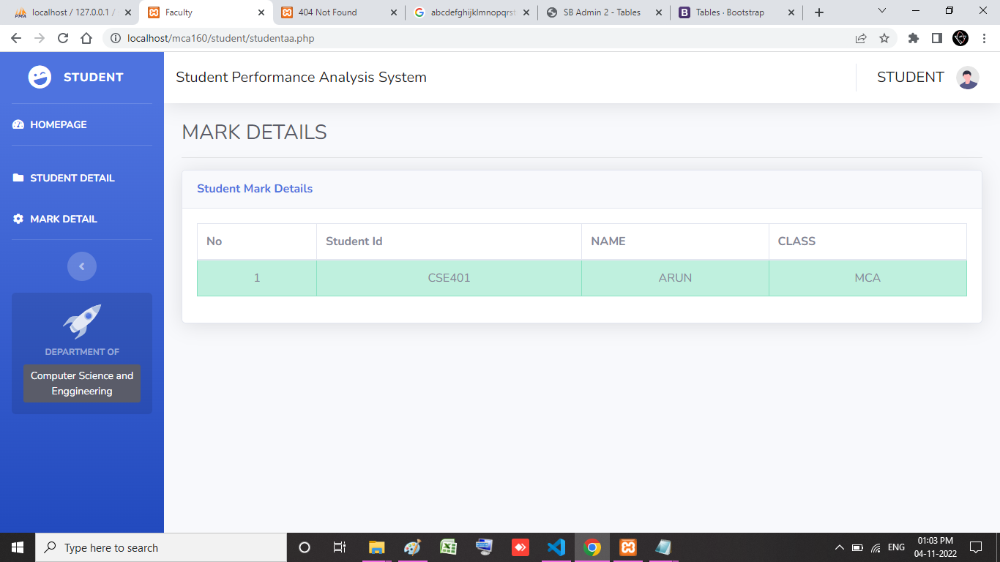 localhost / 127.0.0.1 /
Faculty
404 Not Found
abcdefghijklmnopqrst
SB Admin 2 - Tables
Tables · Bootstrap
localhost/mca160/student/studentaa.php
STUDENT
Student Performance Analysis System
STUDENT
HOMEPAGE
STUDENT DETAIL
MARK DETAIL
DEPARTMENT OF
Computer Science and
Enggineering
MARK DETAILS
Student Mark Details
No Student Id NAME CLASS
1 CSE401 ARUN MCA
Type here to search
ENG
01:03 PM
04-11-2022